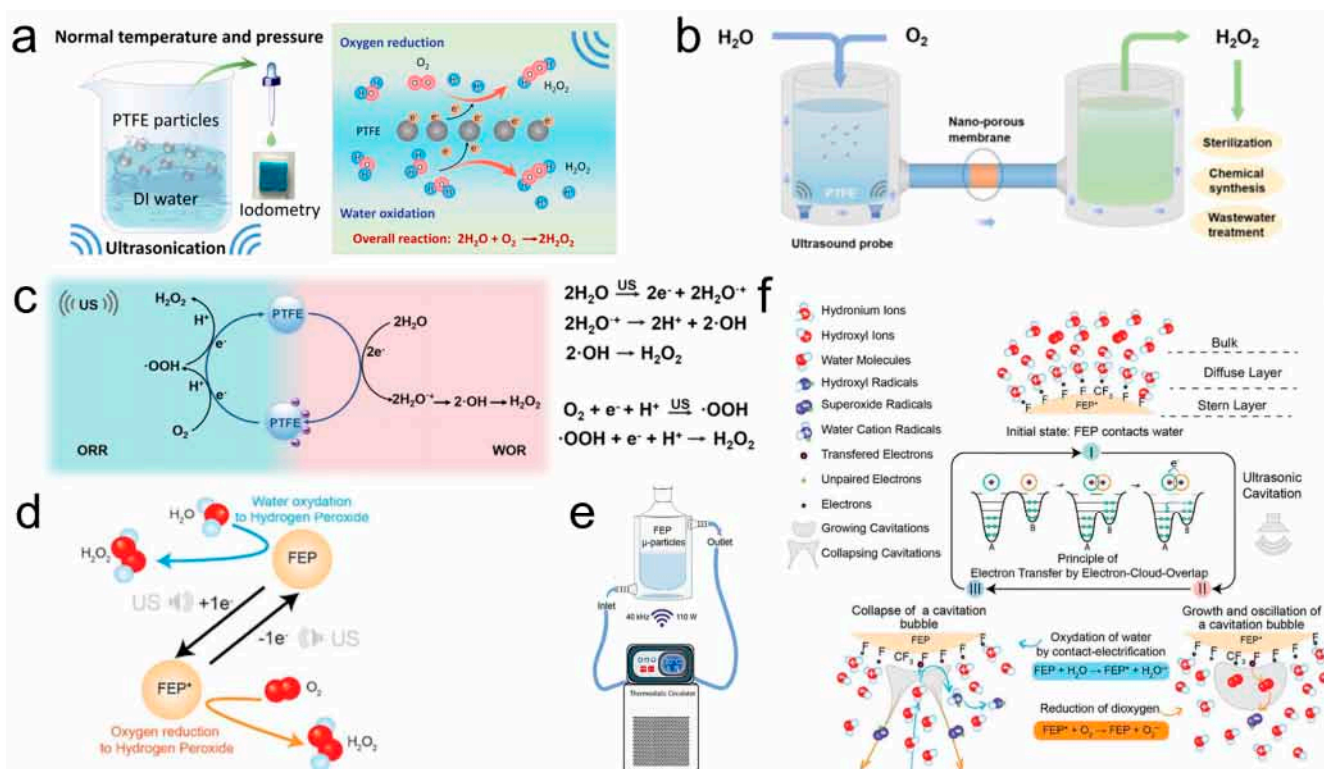 a
Normal temperature and pressure
PTFE particles
DI water
Iodometry
Ultrasonication
Oxygen reduction
O₂
H₂O₂
PTFE
e⁻ e⁻ e⁻ e⁻ e⁻
H₂O₂
Water oxidation
Overall reaction: 2H₂O + O₂ →2H₂O₂
b
H₂O
O₂
H₂O₂
Nano-porous
membrane
PTFE
Ultrasound probe
Sterilization
Chemical
synthesis
Wastewater
treatment
c
US
H₂O₂
H⁺
e⁻
·OOH
H⁺
e⁻
O₂
ORR
PTFE
PTFE
2H₂O
2e⁻
2H₂O·⁺ → 2·OH → H₂O₂
WOR
US
2H₂O → 2e⁻ + 2H₂O·⁺
2H₂O·⁺ → 2H⁺ + 2·OH
2·OH → H₂O₂
US
O₂ + e⁻ + H⁺ → ·OOH
·OOH + e⁻ + H⁺ → H₂O₂
d
Water oxydation
to Hydrogen Peroxide
H₂O
H₂O₂
FEP
US +1e⁻
-1e⁻ US
FEP*
O₂
Oxygen reduction
to Hydrogen Peroxide
H₂O₂
e
FEP
μ-particles
Outlet
Inlet
40 kHz 110 W
Thermostatic Circulator
f
Hydronium Ions
Hydroxyl Ions
Water Molecules
Hydroxyl Radicals
Superoxide Radicals
Water Cation Radicals
Transfered Electrons
Unpaired Electrons
Electrons
Growing Cavitations
Collapsing Cavitations
Bulk
Diffuse Layer
Stern Layer
F F F CF₃ F F F
FEP*
Initial state: FEP contacts water
I
e⁻
A B A B A B
Principle of
Electron Transfer by Electron-Cloud-Overlap
III
II
Ultrasonic
Cavitation
Collapse of a cavitation
bubble
FEP
F F CF₃ F F F
Oxydation of water
by contact-electrification
FEP + H₂O → FEP* + H₂O·⁺
Reduction of dioxygen
FEP* + O₂ → FEP + O₂·⁻
Growth and oscillation of
a cavitation bubble
FEP*
F F CF₃ F F F